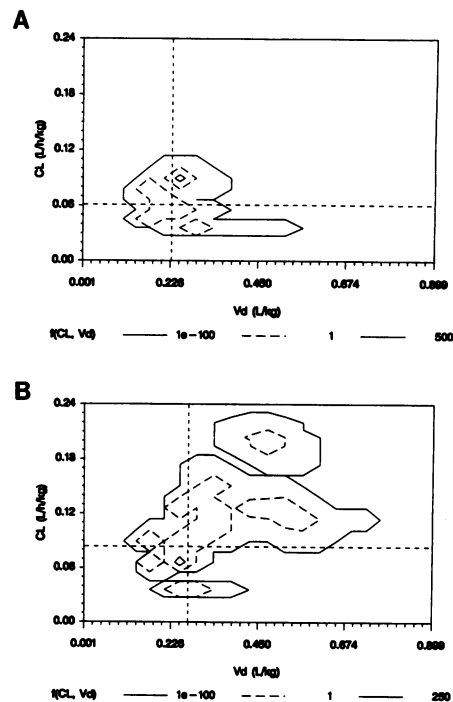 A
0.24
0.18
CL (L/h/kg)
0.12
0.06
0.00
0.001 0.226 0.450 0.674 0.899
Vd (L/kg)
f(CL, Vd) 1e-100 1 500
B
0.24
0.18
CL (L/h/kg)
0.12
0.06
0.00
0.001 0.226 0.450 0.674 0.899
Vd (L/kg)
f(CL, Vd) 1e-100 1 250